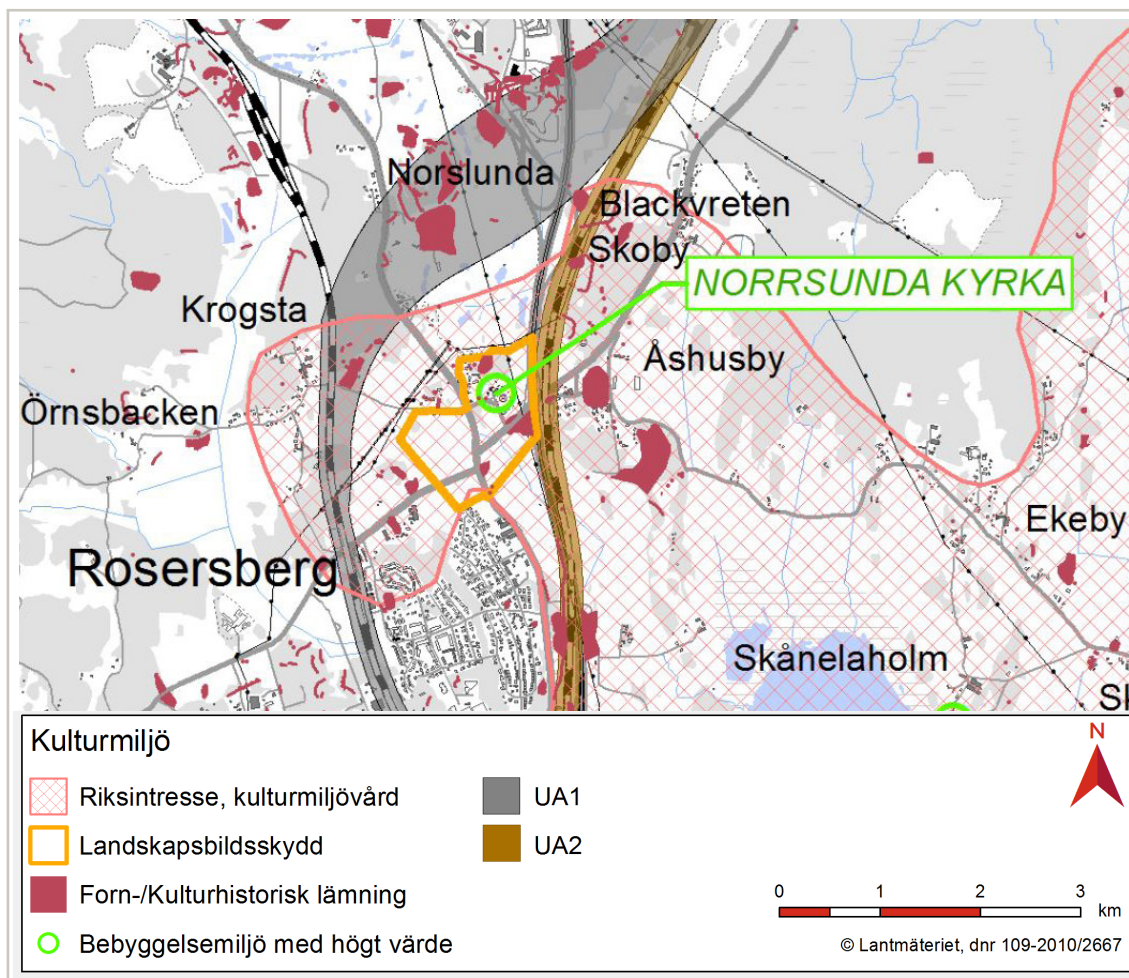 Norslunda
Blackvreten
Skoby
NORRSUNDA KYRKA
Krogsta
Åshusby
Örnsbacken
Ekeby
Rosersberg
Skånelaholm
Sk
Kulturmiljö
N
Riksintresse, kulturmiljövård
UA1
Landskapsbildsskydd
UA2
Forn-/Kulturhistorisk lämning
0 1 2 3
km
Bebyggelsemiljö med högt värde
© Lantmäteriet, dnr 109-2010/2667